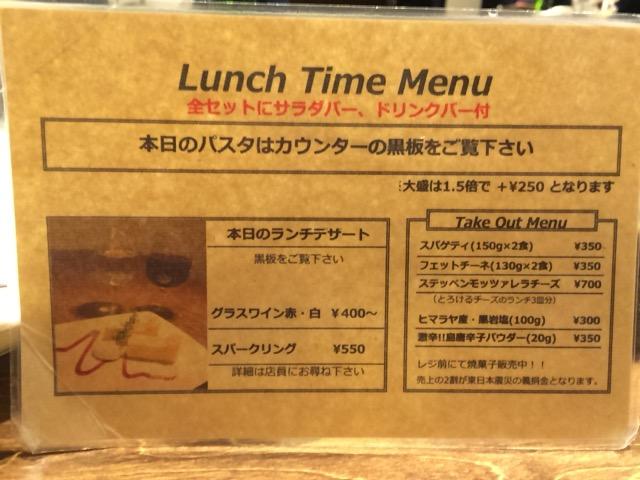 Lunch Time Menu
全セットにサラダバー、ドリンクバー付
本日のパスタはカウンターの黒板をご覧下さい
※大盛は1.5倍で +¥250 となります
本日のランチデザート
黒板をご覧下さい
グラスワイン赤・白 ¥400～
スパークリング ¥550
詳細は店員にお尋ね下さい
Take Out Menu
スパゲティ(150g×2食) ¥350
フェットチーネ(130g×2食) ¥350
ステッペンモッツァレラチーズ ¥700
（とろけるチーズのランチ3皿分）
ヒマラヤ産・黒岩塩(100g) ¥300
激辛!!島唐辛子パウダー(20g) ¥350
レジ前にて焼菓子販売中！！
売上の2割が東日本震災の義捐金となります。